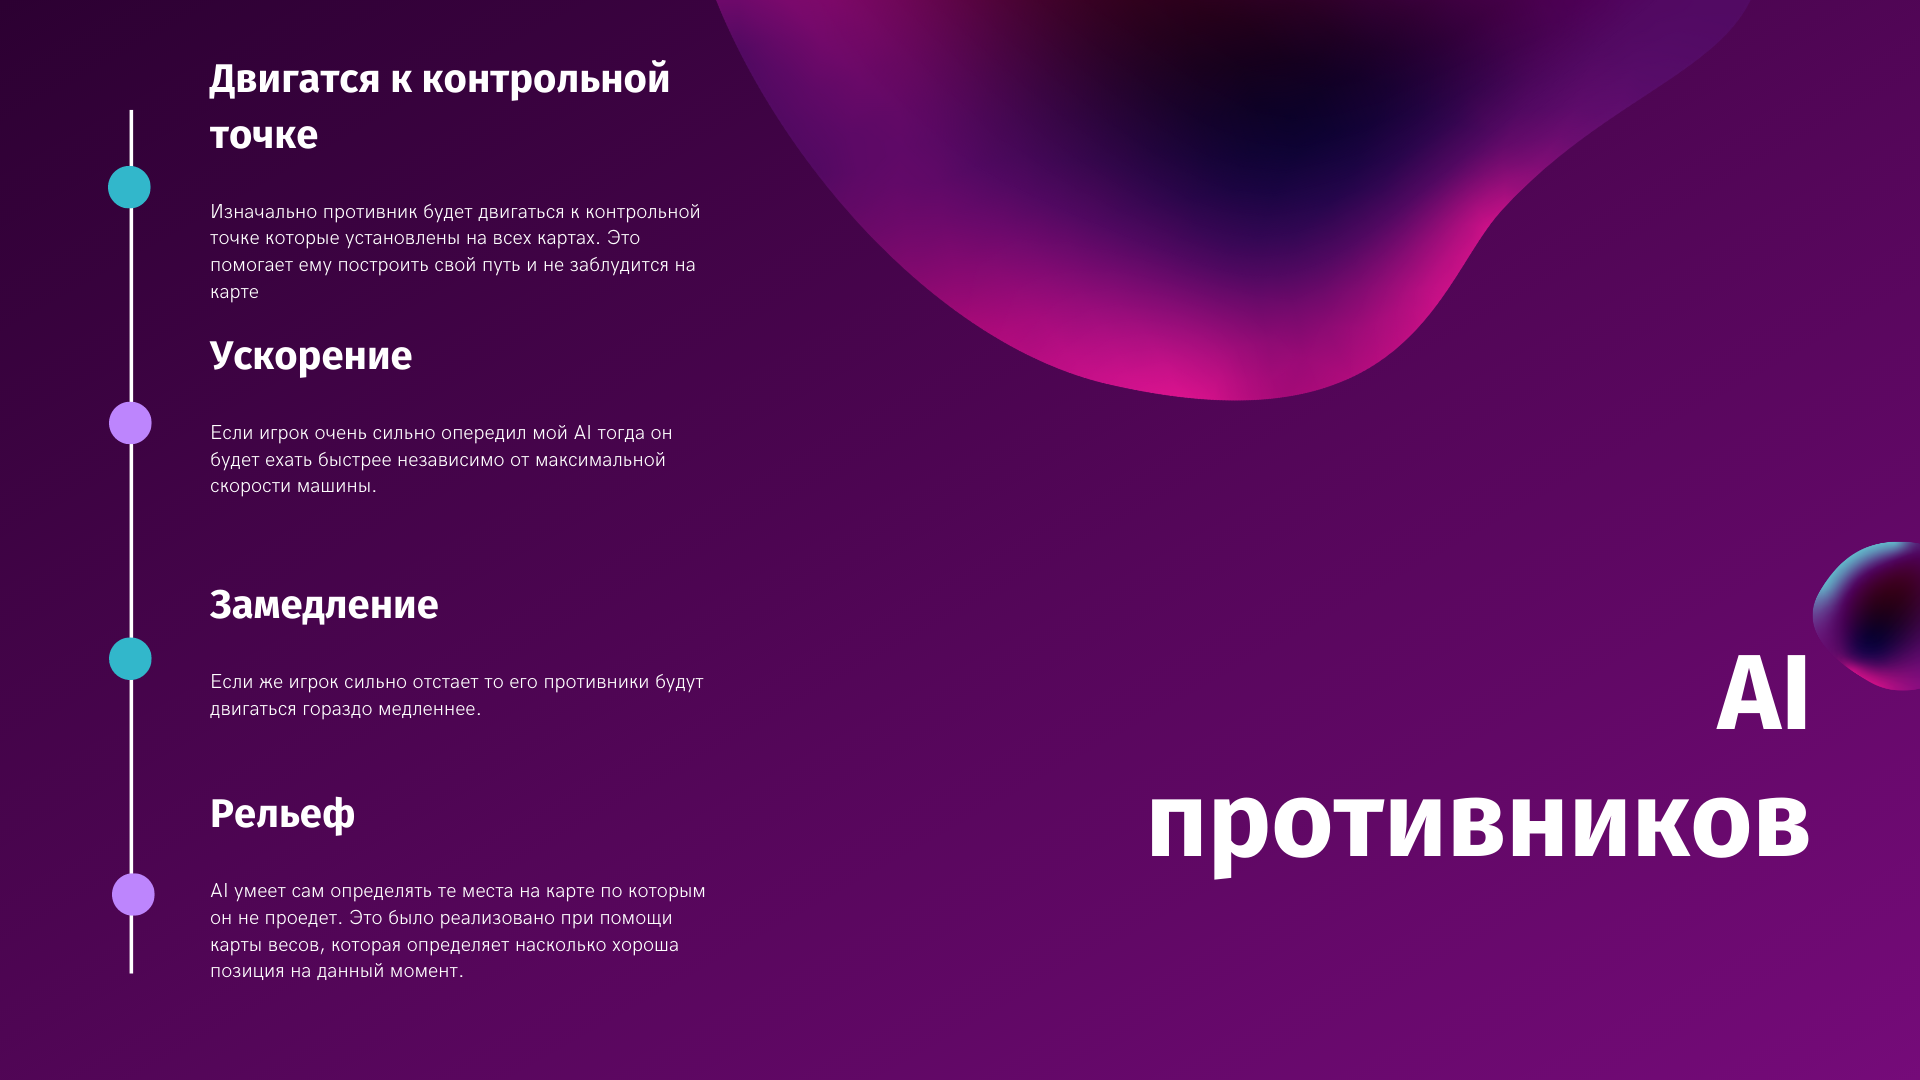 Двигатся к контрольной
точке
Изначально противник будет двигаться к контрольной
точке которые установлены на всех картах. Это
помогает ему построить свой путь и не заблудится на
карте
Ускорение
Если игрок очень сильно опередил мой AI тогда он
будет ехать быстрее независимо от максимальной
скорости машины.
Замедление
Если же игрок сильно отстает то его противники будут
двигаться гораздо медленнее.
Рельеф
AI умеет сам определять те места на карте по которым
он не проедет. Это было реализовано при помощи
карты весов, которая определяет насколько хороша
позиция на данный момент.
AI
противников